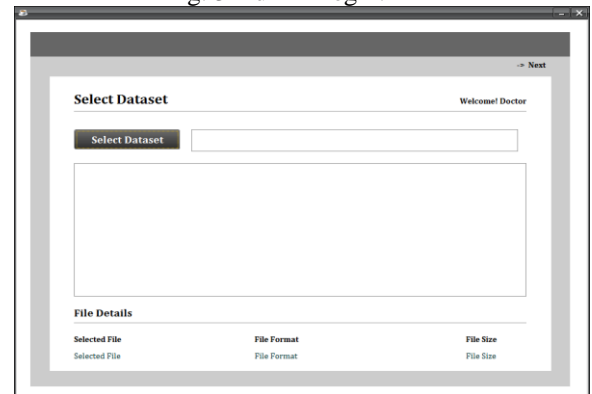 -> Next
Select Dataset Welcome! Doctor
Select Dataset
File Details
Selected File File Format File Size
Selected File File Format File Size